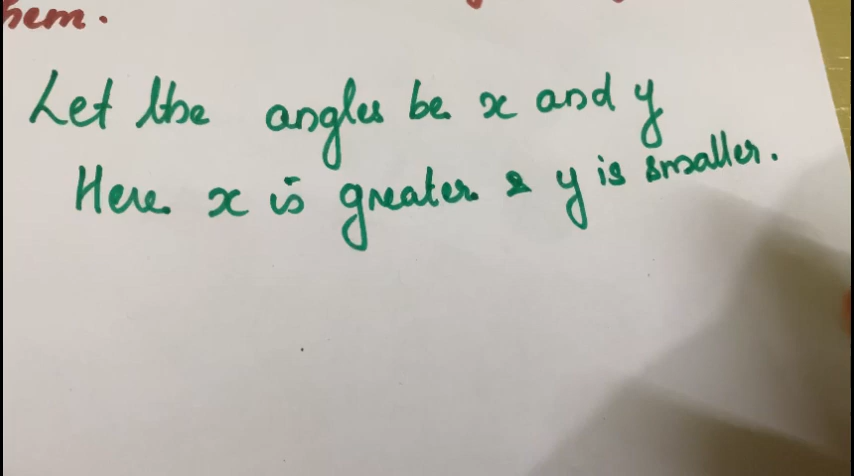 hem.
Let the angles be x and y
Here x is greater & y is smaller.